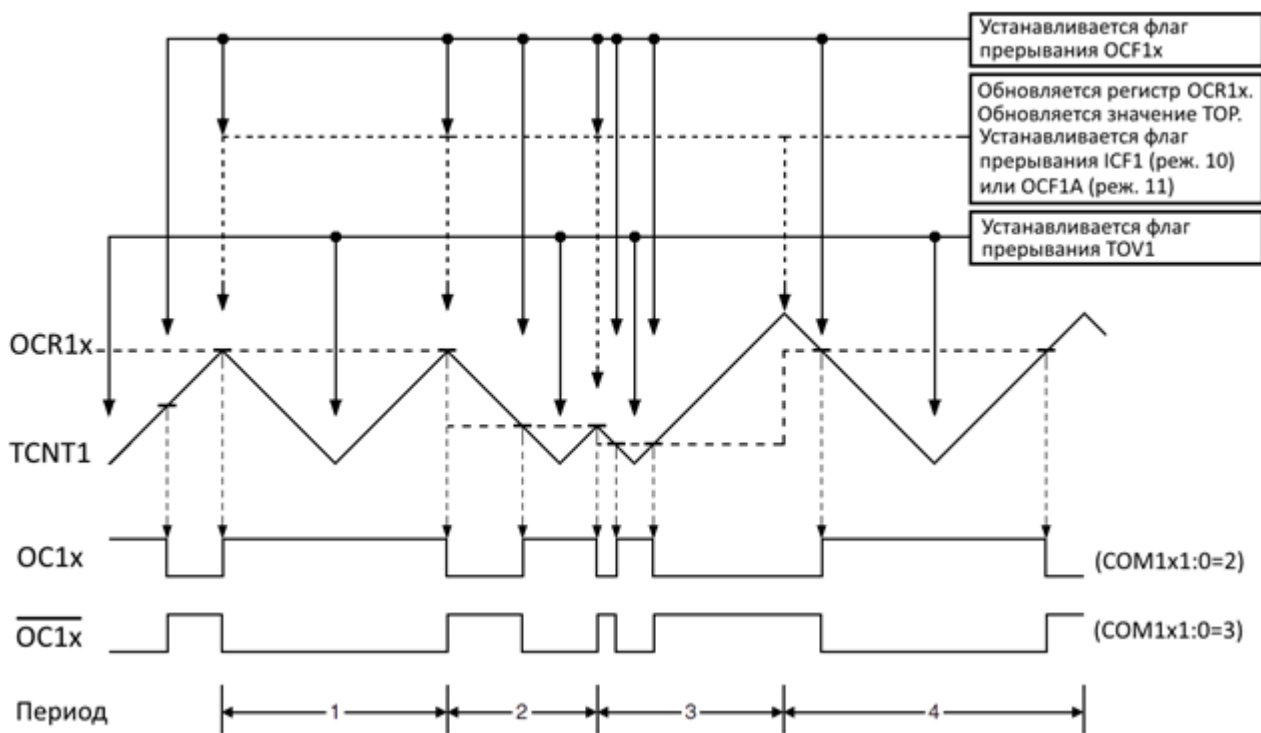 Устанавливается флаг
прерывания OCF1x
Обновляется регистр OCR1x.
Обновляется значение TOP.
Устанавливается флаг
прерывания ICF1 (реж. 10)
или OCF1A (реж. 11)
Устанавливается флаг
прерывания TOV1
OCR1x
TCNT1
OC1x
(COM1x1:0=2)
OC1x
(COM1x1:0=3)
Период
1
2
3
4